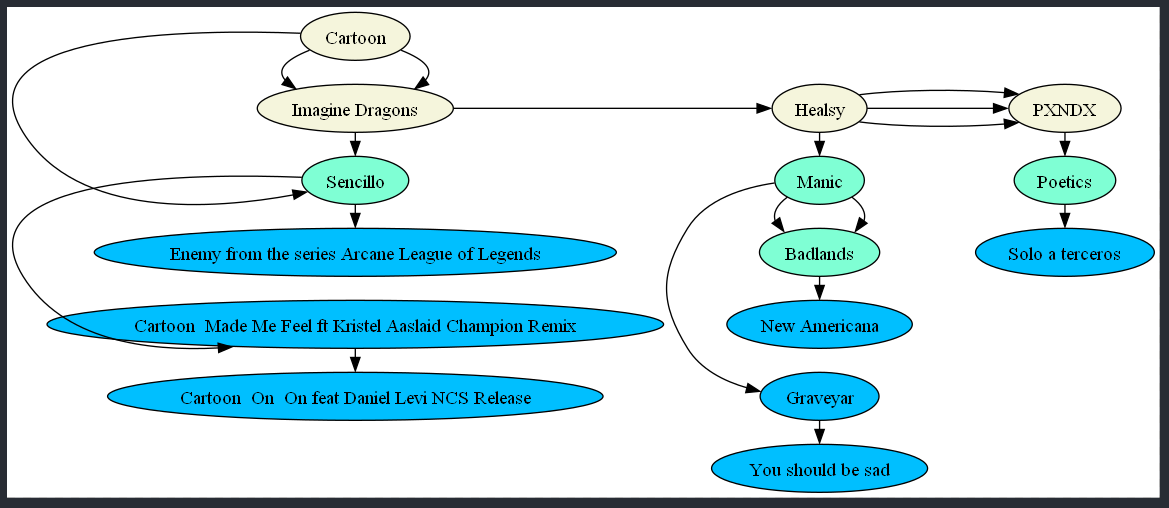 Cartoon
Imagine Dragons
Healsy
PXNDX
Sencillo
Manic
Poetics
Enemy from the series Arcane League of Legends
Badlands
Solo a terceros
Cartoon  Made Me Feel ft Kristel Aaslaid Champion Remix
New Americana
Cartoon  On  On feat Daniel Levi NCS Release
Graveyar
You should be sad